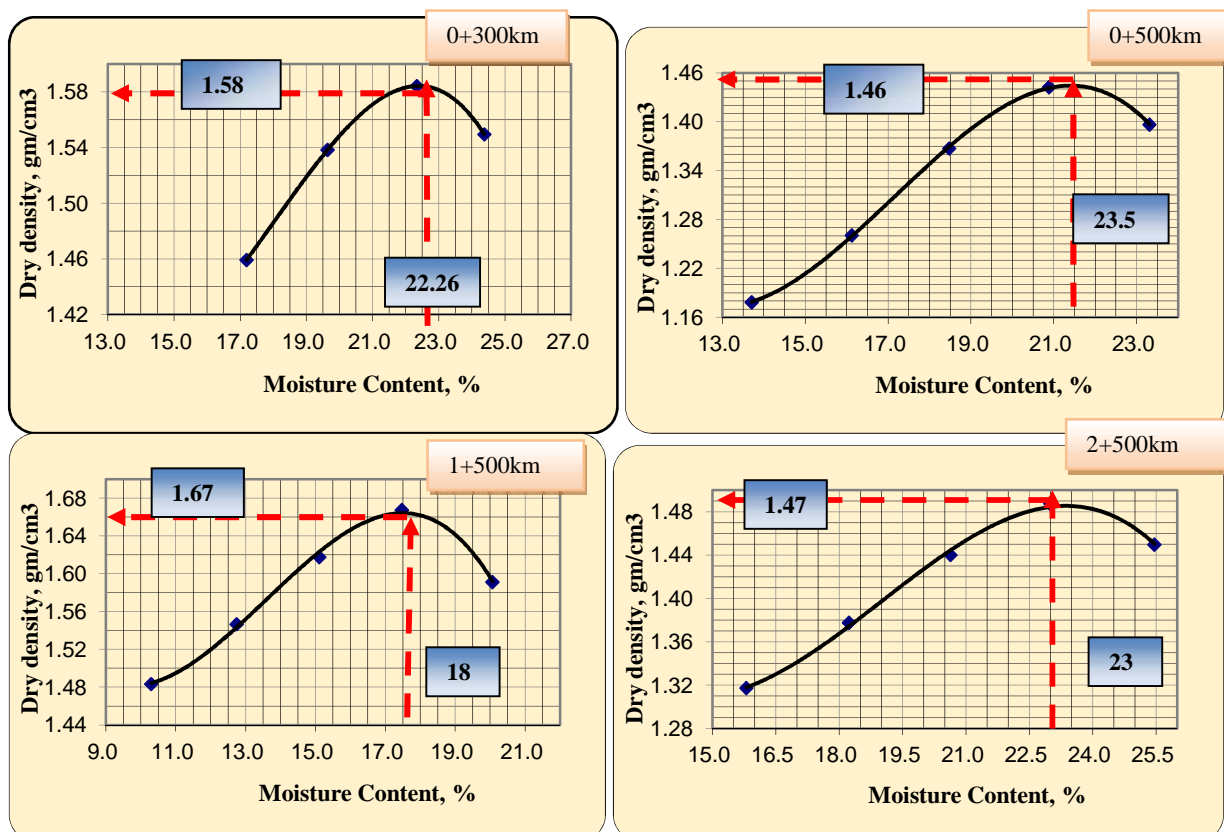 0+300km
1.58
22.26
Dry density, gm/cm3
1.58
1.54
1.50
1.46
1.42
13.0 15.0 17.0 19.0 21.0 23.0 25.0 27.0
Moisture Content, %
0+500km
1.46
23.5
Dry density, gm/cm3
1.46
1.40
1.34
1.28
1.22
1.16
13.0 15.0 17.0 19.0 21.0 23.0
Moisture Content, %
1+500km
1.67
18
Dry density, gm/cm3
1.68
1.64
1.60
1.56
1.52
1.48
1.44
9.0 11.0 13.0 15.0 17.0 19.0 21.0
Moisture Content, %
2+500km
1.47
23
Dry density, gm/cm3
1.48
1.44
1.40
1.36
1.32
1.28
15.0 16.5 18.0 19.5 21.0 22.5 24.0 25.5
Moisture Content, %